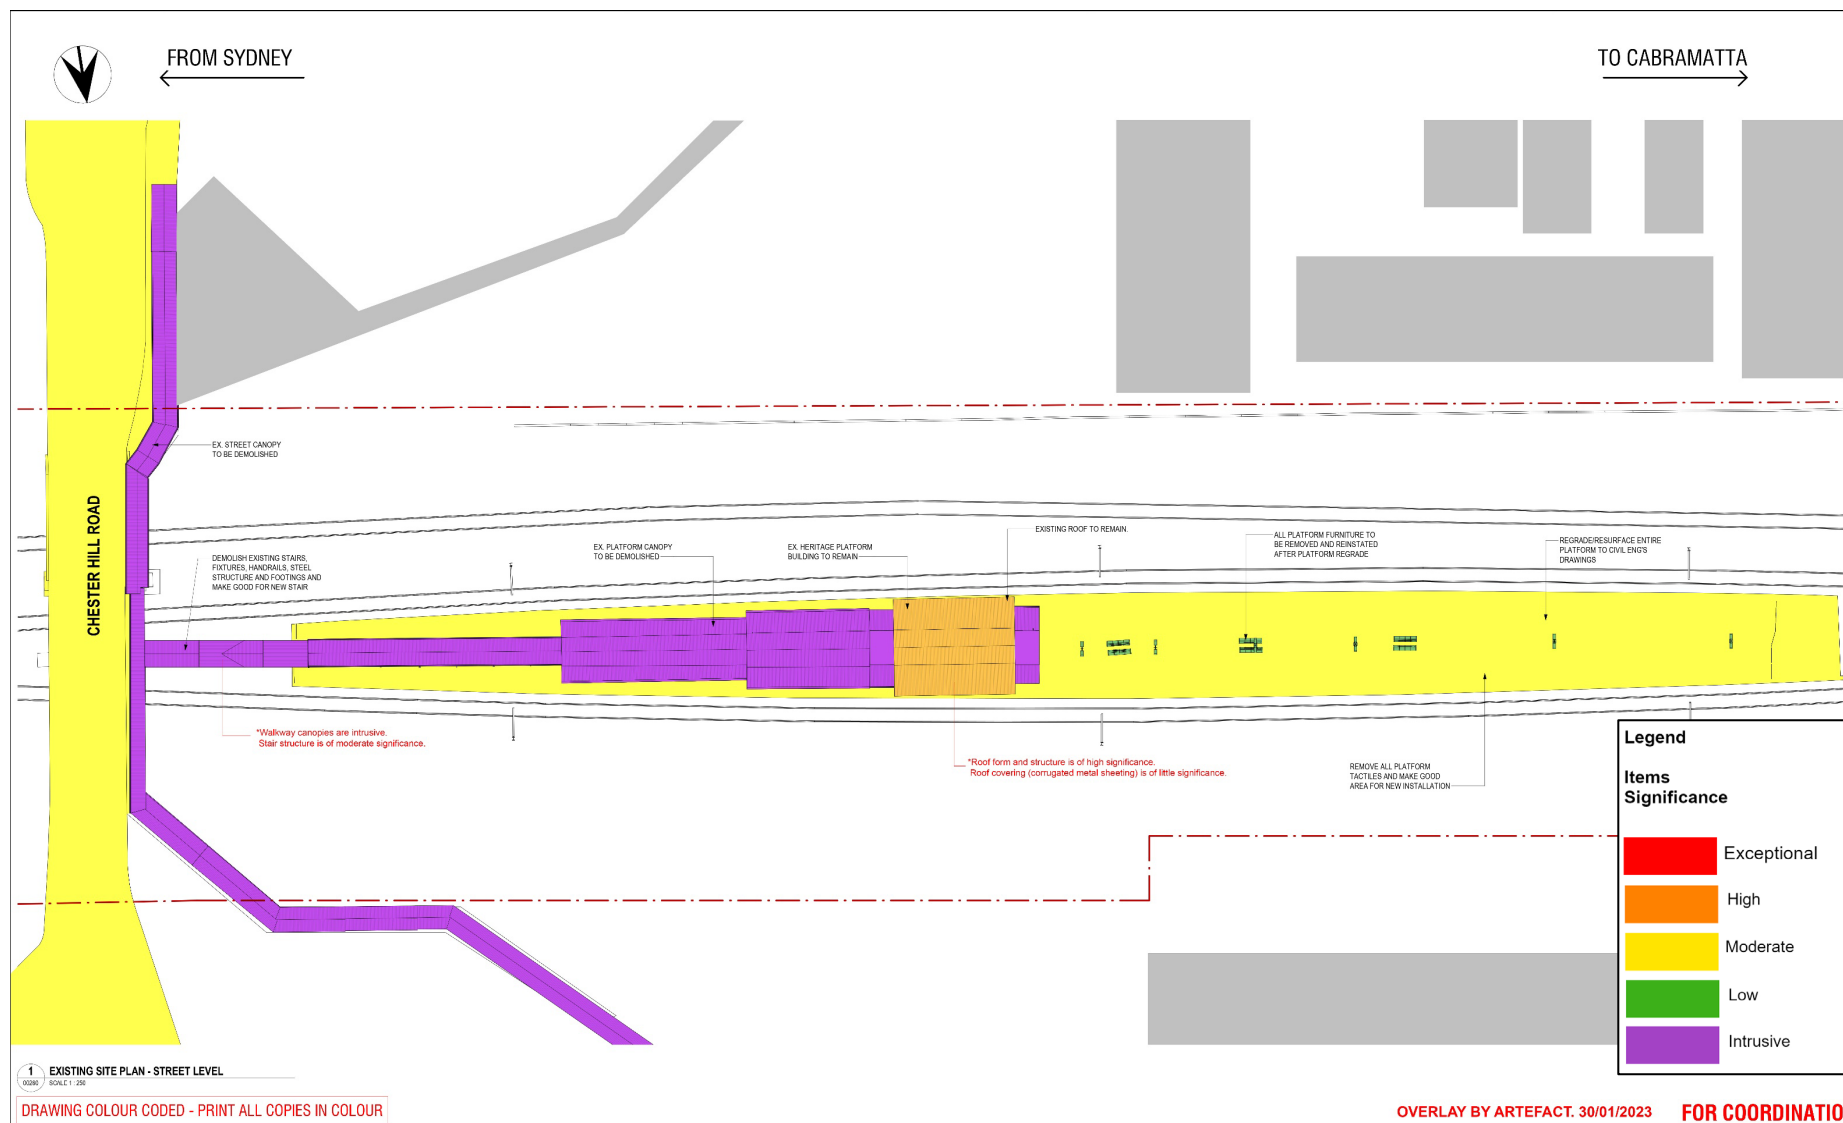 FROM SYDNEY
TO CABRAMATTA
EX. STREET CANOPY
TO BE DEMOLISHED
CHESTER HILL ROAD
DEMOLISH EXISTING STAIRS,
FIXTURES, HANDRAILS, STEEL
STRUCTURE AND FOOTINGS AND
MAKE GOOD FOR NEW STAIR
EX. PLATFORM CANOPY
TO BE DEMOLISHED
EX. HERITAGE PLATFORM
BUILDING TO REMAIN
EXISTING ROOF TO REMAIN.
ALL PLATFORM FURNITURE TO
BE REMOVED AND REINSTATED
AFTER PLATFORM REGRADE
REGRADE/RESURFACE ENTIRE
PLATFORM TO CIVIL ENG'S
DRAWINGS
*Walkway canopies are intrusive.
Stair structure is of moderate significance.
*Roof form and structure is of high significance.
Roof covering (corrugated metal sheeting) is of little significance.
REMOVE ALL PLATFORM
TACTILES AND MAKE GOOD
AREA FOR NEW INSTALLATION
Legend
Items
Significance
Exceptional
High
Moderate
Low
Intrusive
1
00280
EXISTING SITE PLAN - STREET LEVEL
SCALE 1 : 250
DRAWING COLOUR CODED - PRINT ALL COPIES IN COLOUR
OVERLAY BY ARTEFACT. 30/01/2023
FOR COORDINATIO